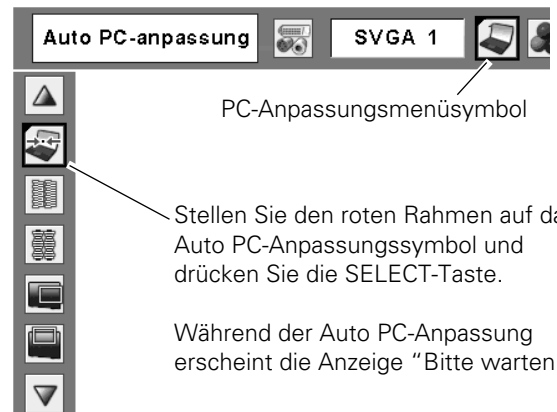 Auto PC-anpassung SVGA 1
PC-Anpassungsmenüsymbol
Stellen Sie den roten Rahmen auf da
Auto PC-Anpassungssymbol und
drücken Sie die SELECT-Taste.
Während der Auto PC-Anpassung
erscheint die Anzeige “Bitte warten